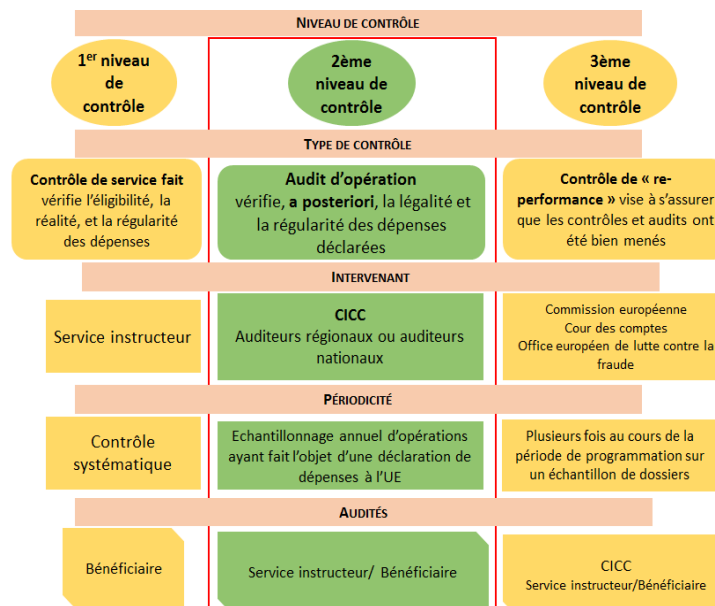 NIVEAU DE CONTRÔLE
1er niveau
de
contrôle
2ème
niveau de
contrôle
3ème
niveau de
contrôle
TYPE DE CONTRÔLE
Contrôle de service fait
vérifie l'éligibilité, la
réalité, et la régularité
des dépenses
Audit d'opération
vérifie, a posteriori, la légalité et
la régularité des dépenses
déclarées
Contrôle de « re-
performance » vise à s'assurer
que les contrôles et audits ont
été bien menés
INTERVENANT
Service instructeur
CICC
Auditeurs régionaux ou auditeurs
nationaux
Commission européenne
Cour des comptes
Office européen de lutte contre la
fraude
PÉRIODICITÉ
Contrôle
systématique
Echantillonnage annuel d'opérations
ayant fait l'objet d'une déclaration de
dépenses à l'UE
Plusieurs fois au cours de la
période de programmation sur
un échantillon de dossiers
AUDITÉS
Bénéficiaire
Service instructeur/ Bénéficiaire
CICC
Service instructeur/Bénéficiaire